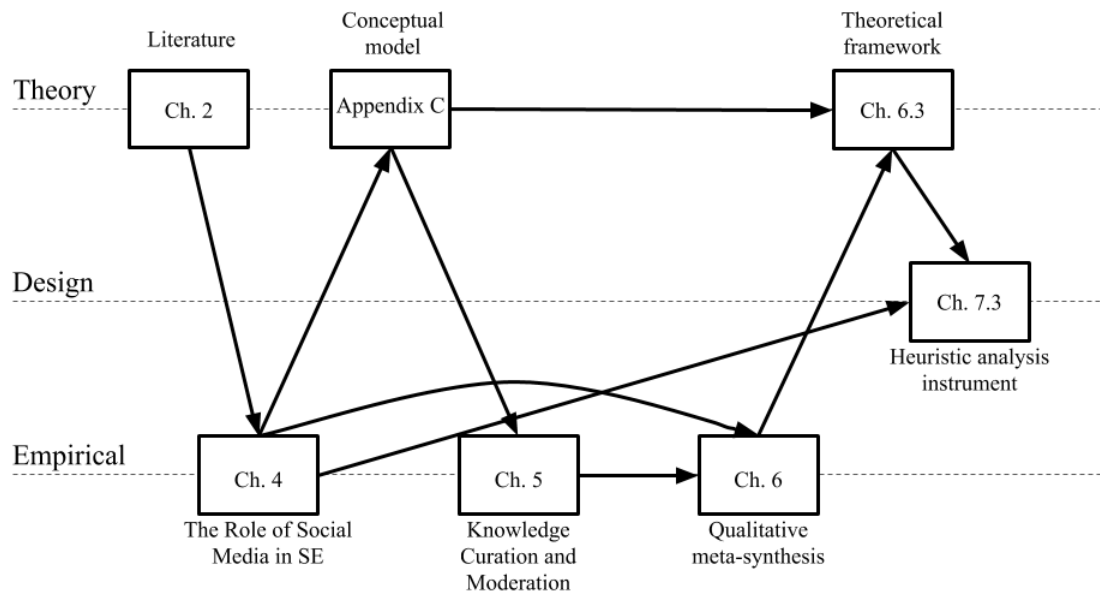 Literature
Conceptual
model
Theoretical
framework
Theory
Ch. 2
Appendix C
Ch. 6.3
Design
Ch. 7.3
Heuristic analysis
instrument
Empirical
Ch. 4
Ch. 5
Ch. 6
The Role of Social
Media in SE
Knowledge
Curation and
Moderation
Qualitative
meta-synthesis